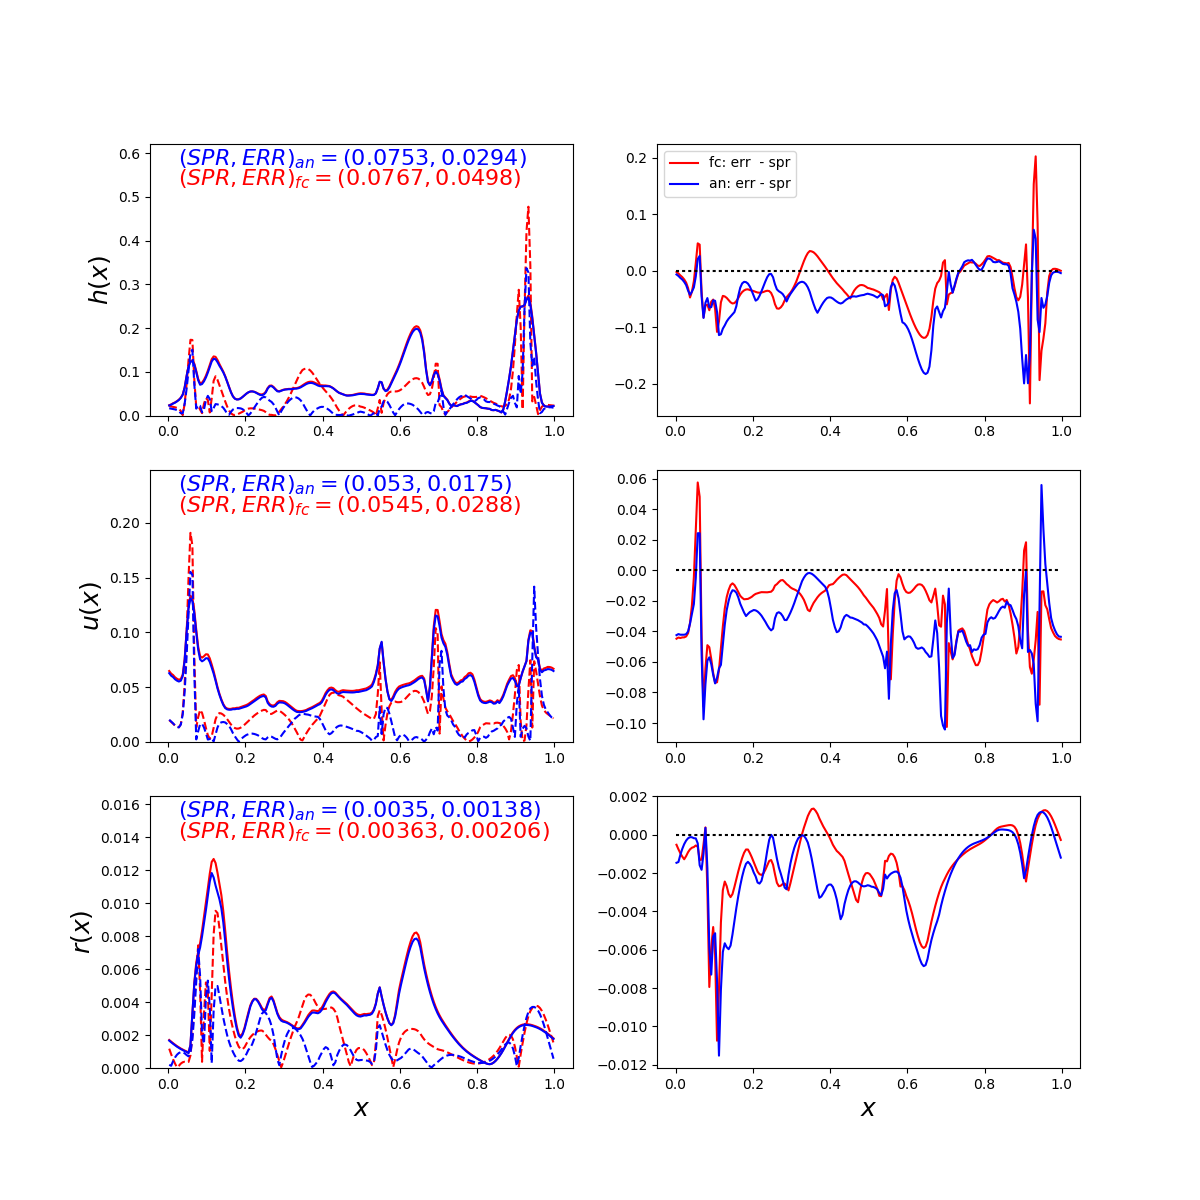 (SPR, ERR)an = (0.0753, 0.0294)
(SPR, ERR)fc = (0.0767, 0.0498)
h(x)
0.6
0.5
0.4
0.3
0.2
0.1
0.0
0.0 0.2 0.4 0.6 0.8 1.0
fc: err - spr
an: err - spr
0.2
0.1
0.0
−0.1
−0.2
0.0 0.2 0.4 0.6 0.8 1.0
(SPR, ERR)an = (0.053, 0.0175)
(SPR, ERR)fc = (0.0545, 0.0288)
u(x)
0.20
0.15
0.10
0.05
0.00
0.0 0.2 0.4 0.6 0.8 1.0
0.06
0.04
0.02
0.00
−0.02
−0.04
−0.06
−0.08
−0.10
0.0 0.2 0.4 0.6 0.8 1.0
(SPR, ERR)an = (0.0035, 0.00138)
(SPR, ERR)fc = (0.00363, 0.00206)
r(x)
0.016
0.014
0.012
0.010
0.008
0.006
0.004
0.002
0.000
0.0 0.2 0.4 0.6 0.8 1.0
x
0.002
0.000
−0.002
−0.004
−0.006
−0.008
−0.010
−0.012
0.0 0.2 0.4 0.6 0.8 1.0
x